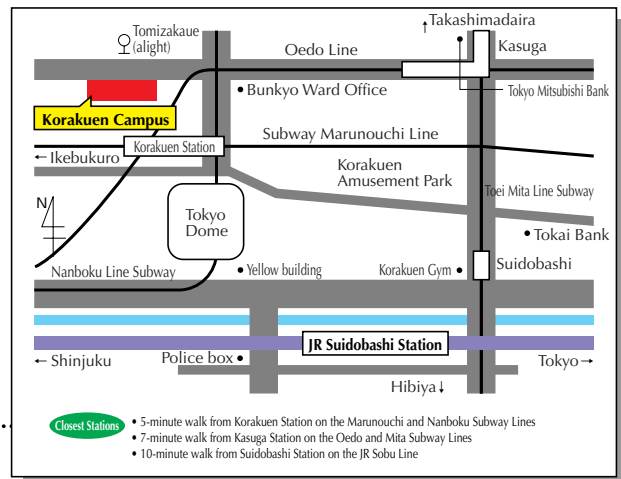 ↑Takashimadaira
Tomizakaue
(alight)
Oedo Line
Kasuga
• Bunkyo Ward Office
Tokyo Mitsubishi Bank
Korakuen Campus
Subway Marunouchi Line
Korakuen Station
← Ikebukuro
Korakuen
Amusement Park
Toei Mita Line Subway
N
Tokyo
Dome
• Tokai Bank
Nanboku Line Subway
• Yellow building
Korakuen Gym •
Suidobashi
JR Suidobashi Station
← Shinjuku
Police box •
Tokyo →
Hibiya ↓
Closest Stations
• 5-minute walk from Korakuen Station on the Marunouchi and Nanboku Subway Lines
• 7-minute walk from Kasuga Station on the Oedo and Mita Subway Lines
• 10-minute walk from Suidobashi Station on the JR Sobu Line